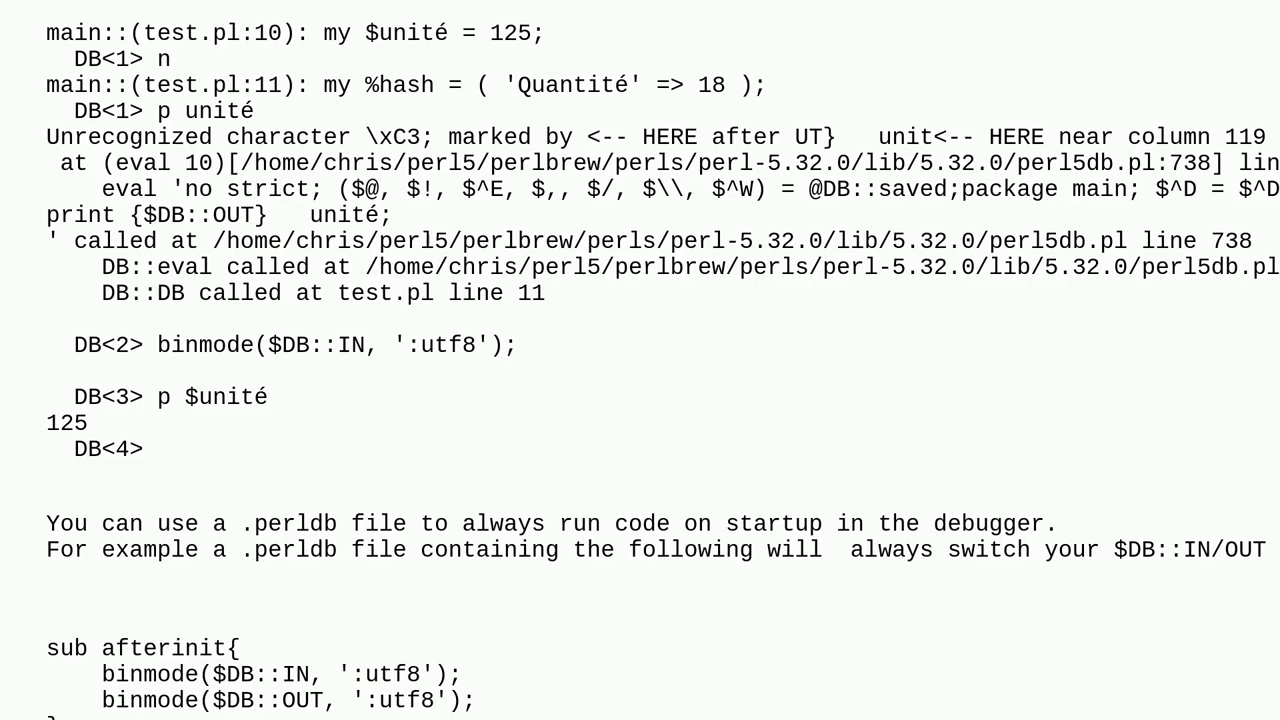 main::(test.pl:10): my $unité = 125;
DB<1> n
main::(test.pl:11): my %hash = ( 'Quantité' => 18 );
DB<1> p unité
Unrecognized character \xC3; marked by <-- HERE after UT}   unit<-- HERE near column 119
at (eval 10)[/home/chris/perl5/perlbrew/perls/perl-5.32.0/lib/5.32.0/perl5db.pl:738] lin
eval 'no strict; ($@, $!, $^E, $,, $/, $\\, $^W) = @DB::saved;package main; $^D = $^D
print {$DB::OUT}   unité;
' called at /home/chris/perl5/perlbrew/perls/perl-5.32.0/lib/5.32.0/perl5db.pl line 738
DB::eval called at /home/chris/perl5/perlbrew/perls/perl-5.32.0/lib/5.32.0/perl5db.pl
DB::DB called at test.pl line 11
DB<2> binmode($DB::IN, ':utf8');
DB<3> p $unité
125
DB<4>
You can use a .perldb file to always run code on startup in the debugger.
For example a .perldb file containing the following will  always switch your $DB::IN/OUT
sub afterinit{
binmode($DB::IN, ':utf8');
binmode($DB::OUT, ':utf8');
}